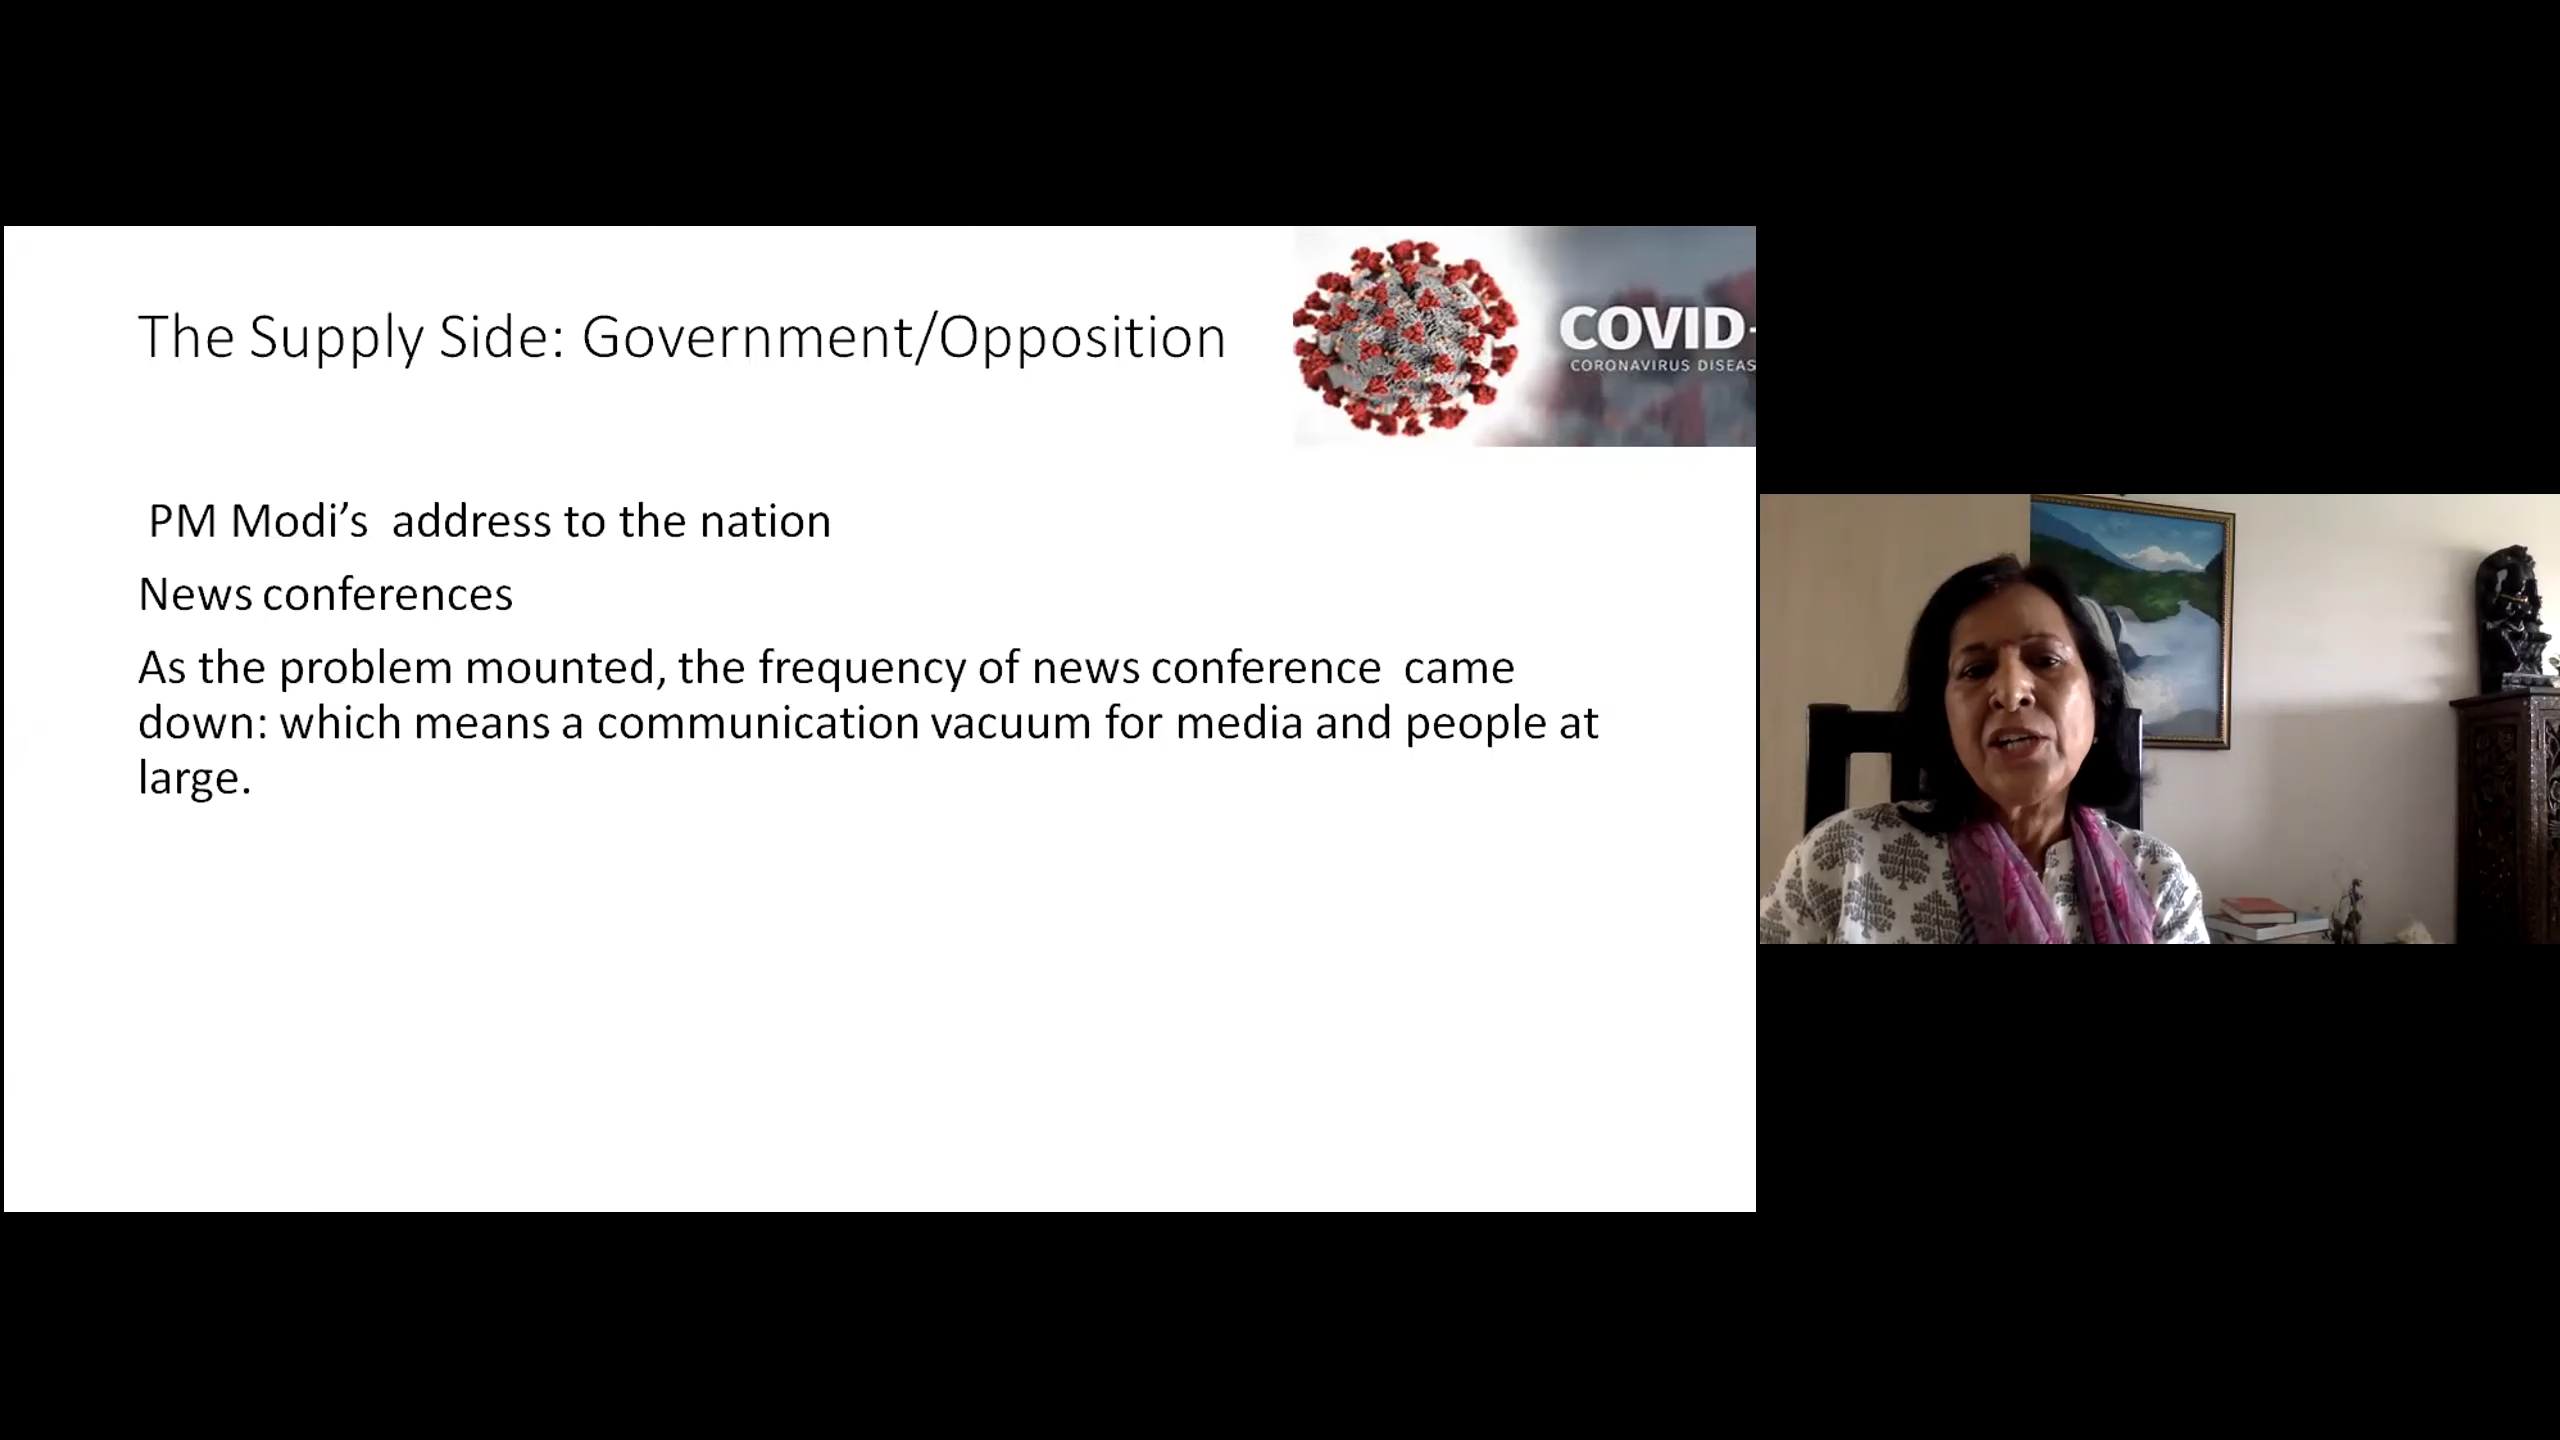 The Supply Side: Government/Opposition
COVID-
CORONAVIRUS DISEAS
PM Modi’s address to the nation
News conferences
As the problem mounted, the frequency of news conference came
down: which means a communication vacuum for media and people at
large.